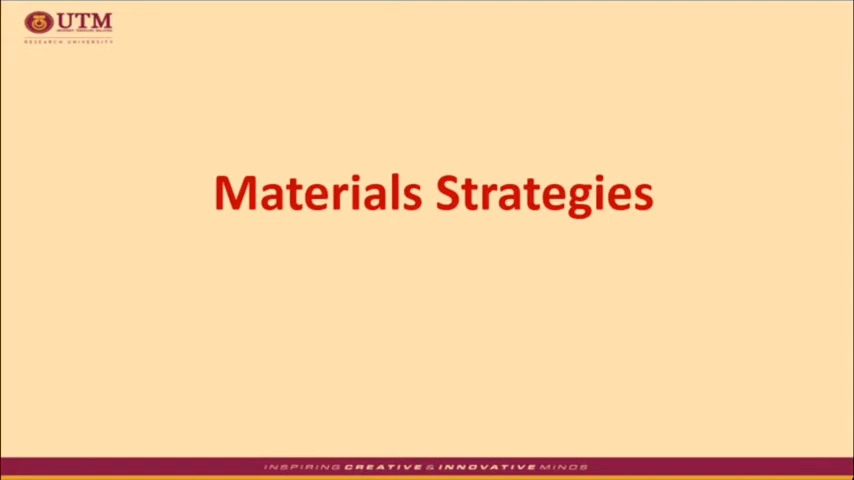 UTM
RESEARCH UNIVERSITY
Materials Strategies
INSPIRING CREATIVE & INNOVATIVE MINDS